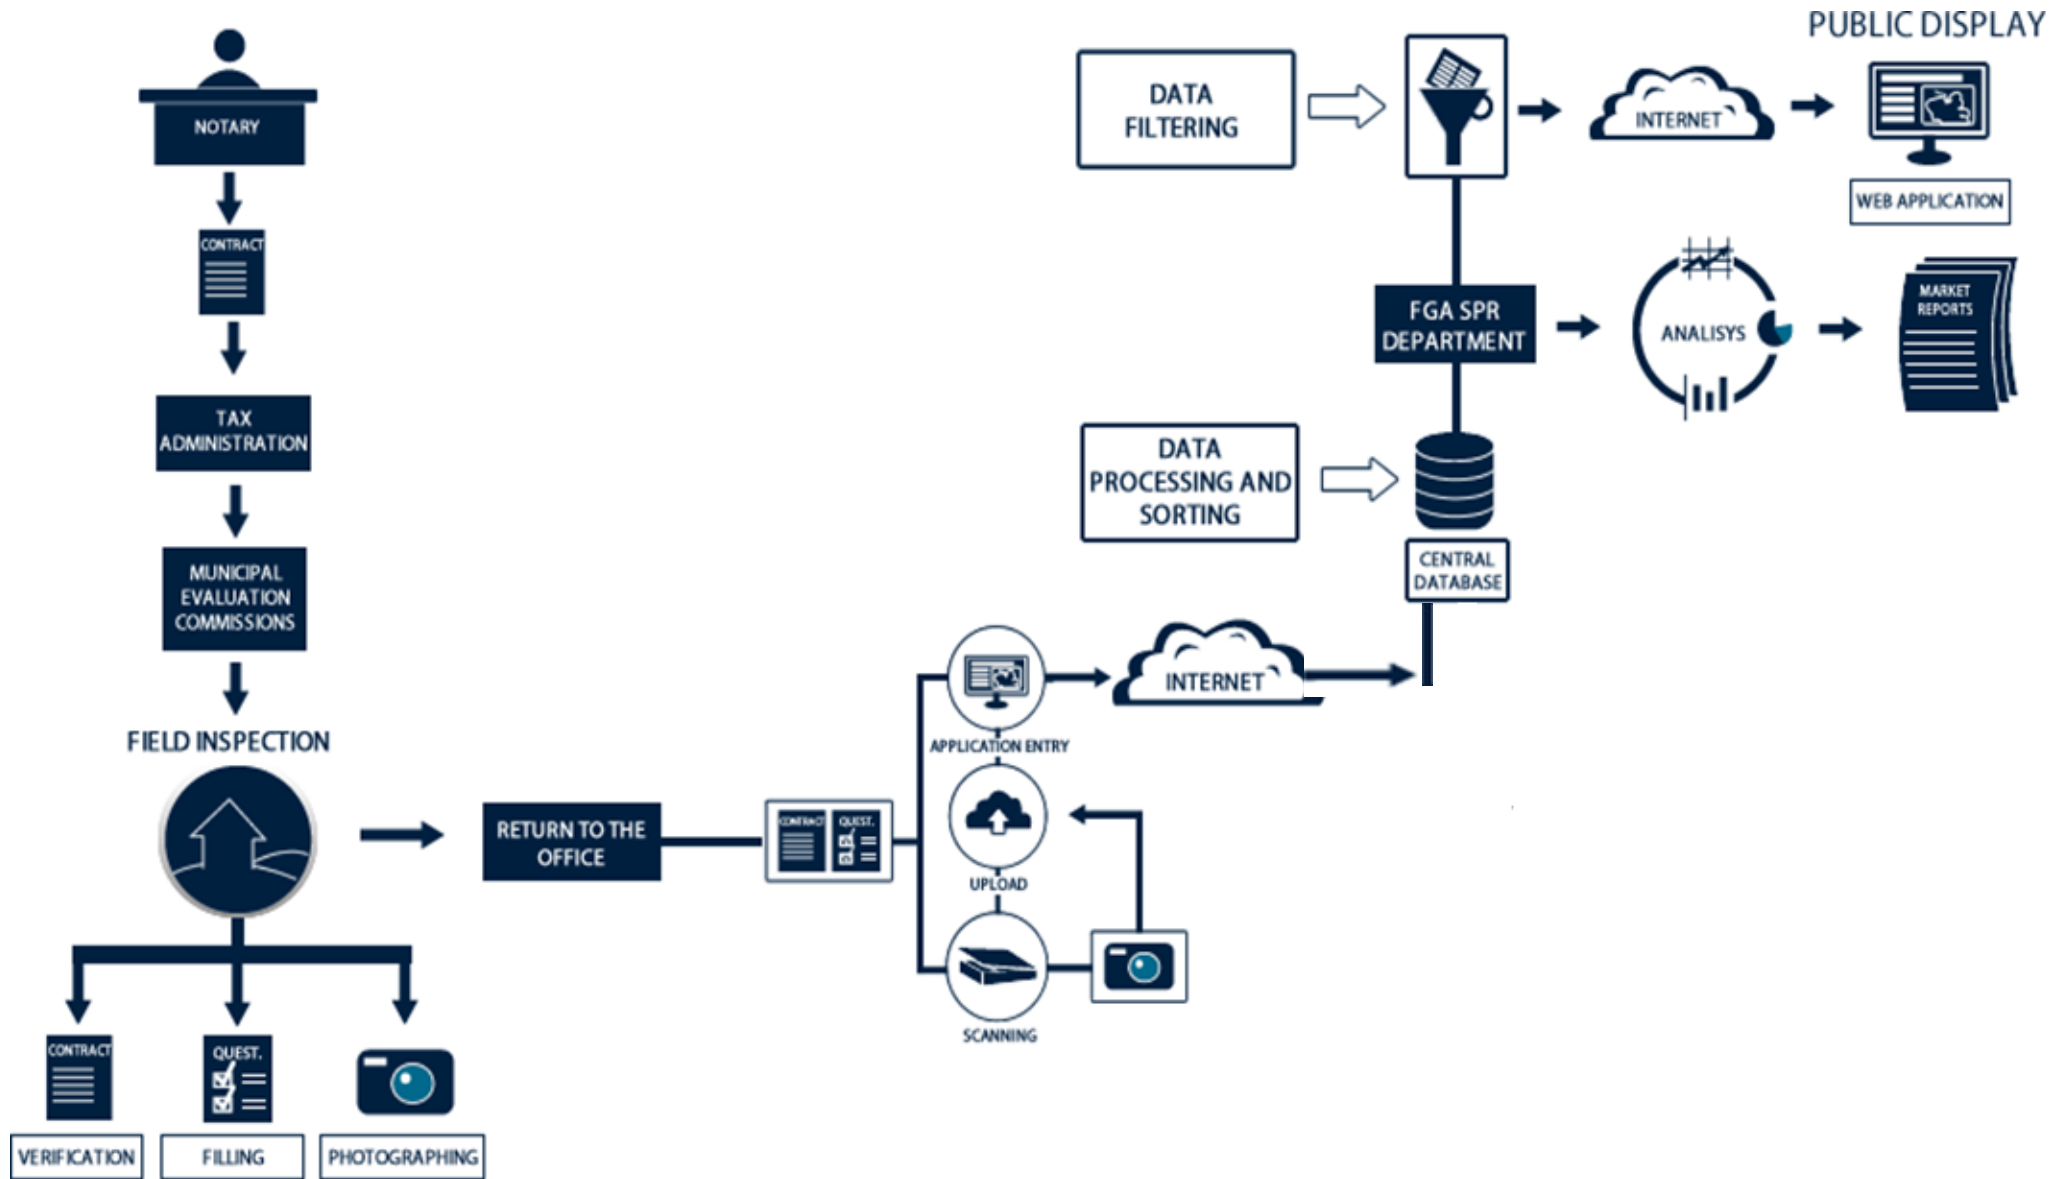 NOTARY
CONTRACT
TAX
ADMINISTRATION
MUNICIPAL
EVALUATION
COMMISSIONS
FIELD INSPECTION
CONTRACT
VERIFICATION
QUEST.
FILLING
PHOTOGRAPHING
RETURN TO THE
OFFICE
CONTRACT
QUEST.
APPLICATION ENTRY
UPLOAD
SCANNING
INTERNET
CENTRAL
DATABASE
DATA
PROCESSING AND
SORTING
FGA SPR
DEPARTMENT
ANALISYS
MARKET
REPORTS
DATA
FILTERING
INTERNET
PUBLIC DISPLAY
WEB APPLICATION